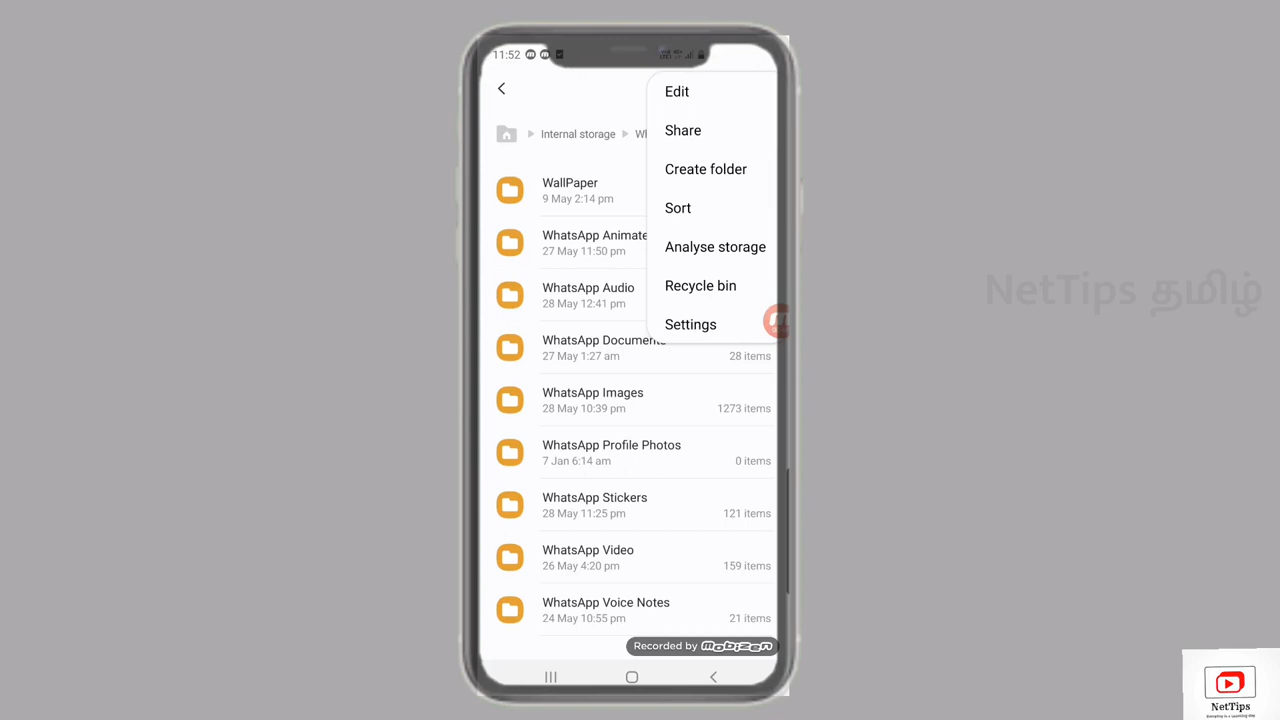 11:52
Edit
Share
Create folder
Sort
Analyse storage
Recycle bin
Settings
Internal storage
WallPaper
9 May 2:14 pm
WhatsApp Animate
27 May 11:50 pm
WhatsApp Audio
28 May 12:41 pm
WhatsApp Documents
27 May 1:27 am
28 items
WhatsApp Images
28 May 10:39 pm
1273 items
WhatsApp Profile Photos
7 Jan 6:14 am
0 items
WhatsApp Stickers
28 May 11:25 pm
121 items
WhatsApp Video
26 May 4:20 pm
159 items
WhatsApp Voice Notes
24 May 10:55 pm
21 items
Recorded by mobizen
NetTips தமிழ்
NetTips